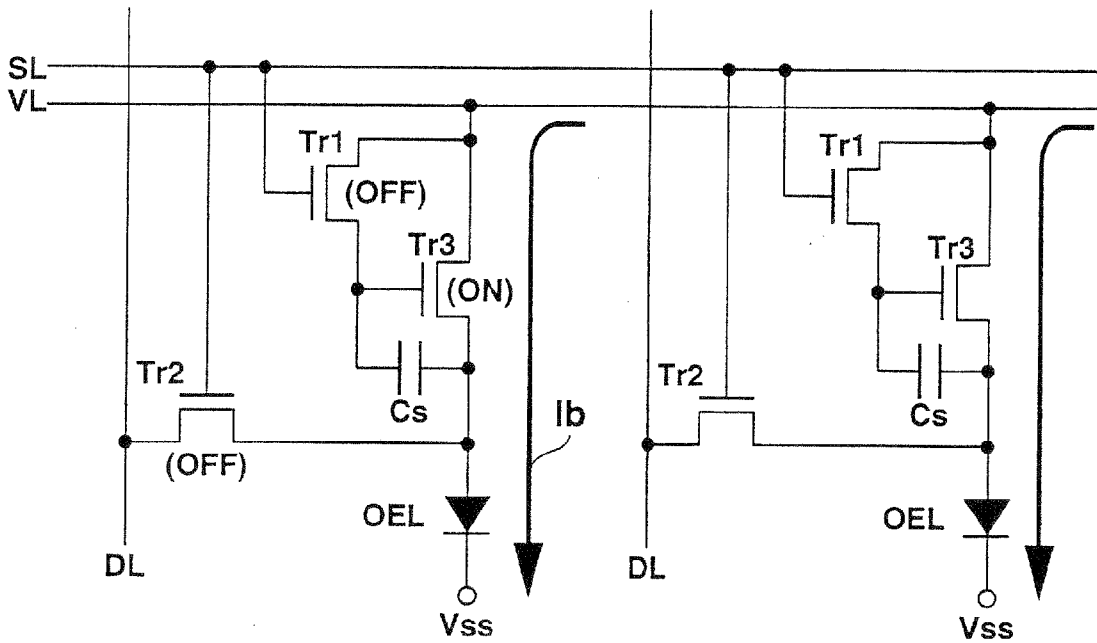 SL
VL
Tr1
Tr1
(OFF)
Tr3
Tr3
(ON)
Tr2
Tr2
Cs
Cs
Ib
(OFF)
OEL
OEL
DL
DL
Vss
Vss